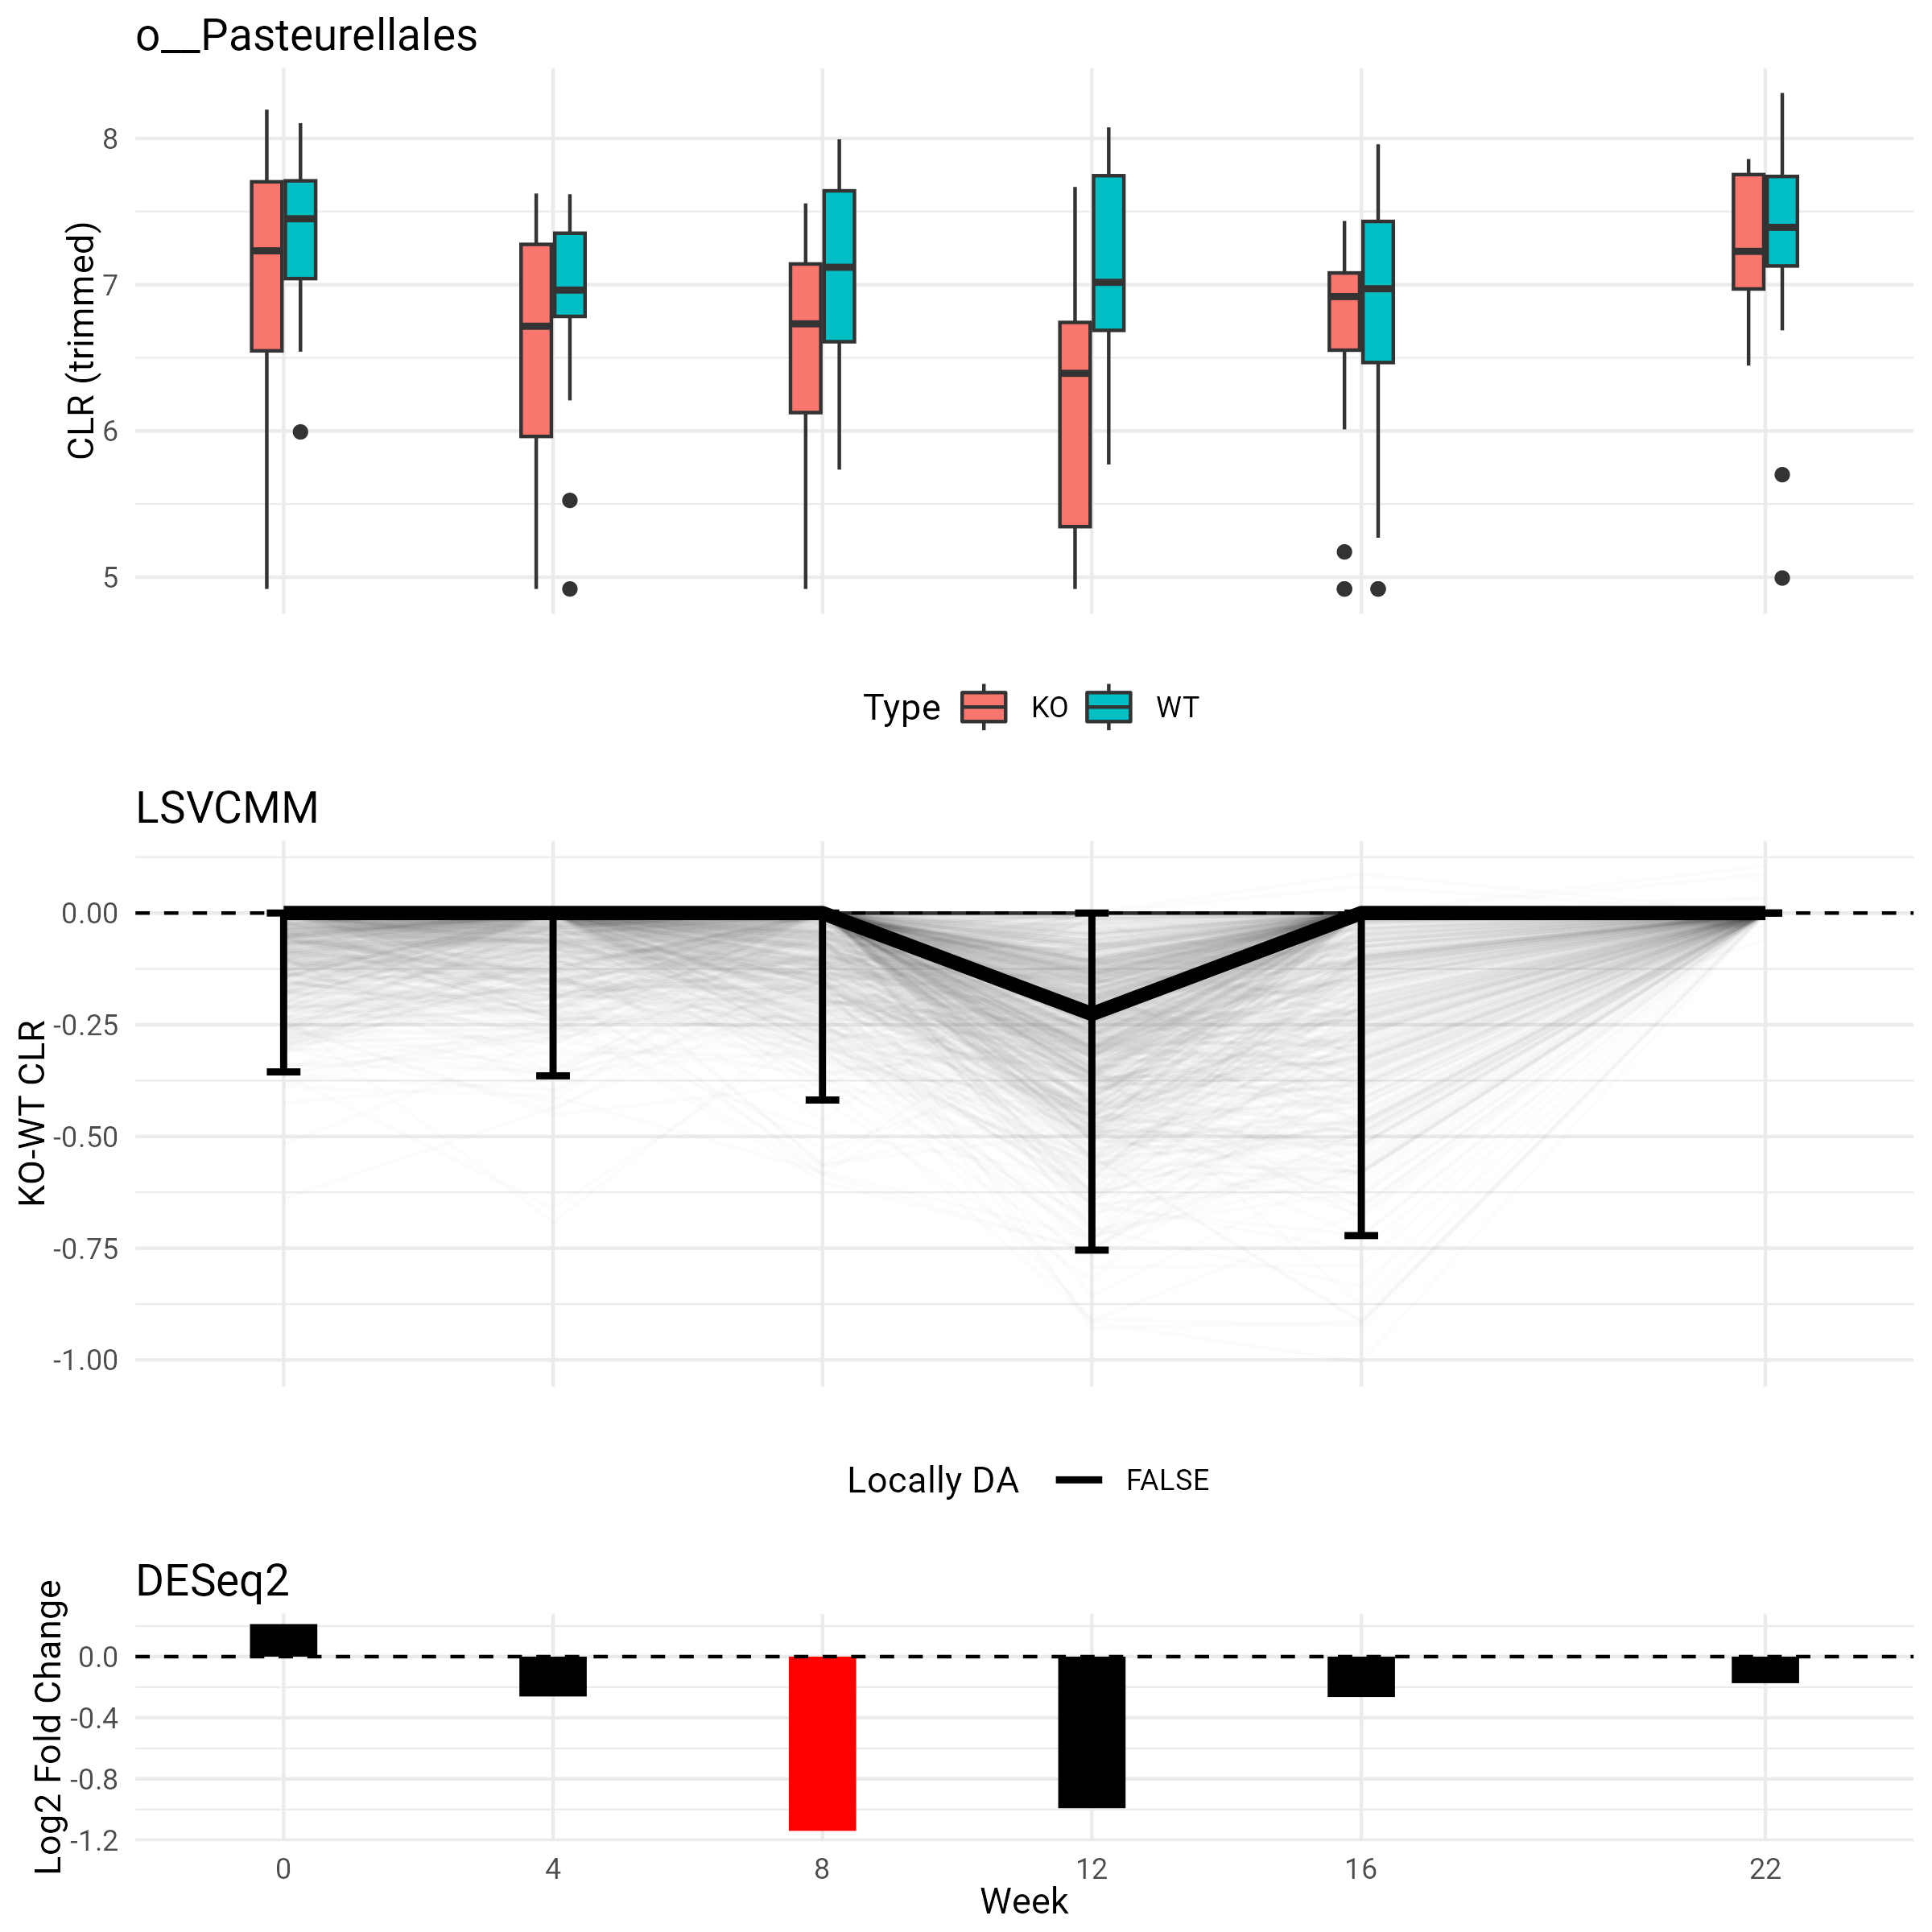 o__Pasteurellales
CLR (trimmed)
8
7
6
5
Type KO WT
LSVCMM
KO-WT CLR
0.00
-0.25
-0.50
-0.75
-1.00
Locally DA FALSE
DESeq2
Log2 Fold Change
0.0
-0.4
-0.8
-1.2
0 4 8 12 16 22
Week